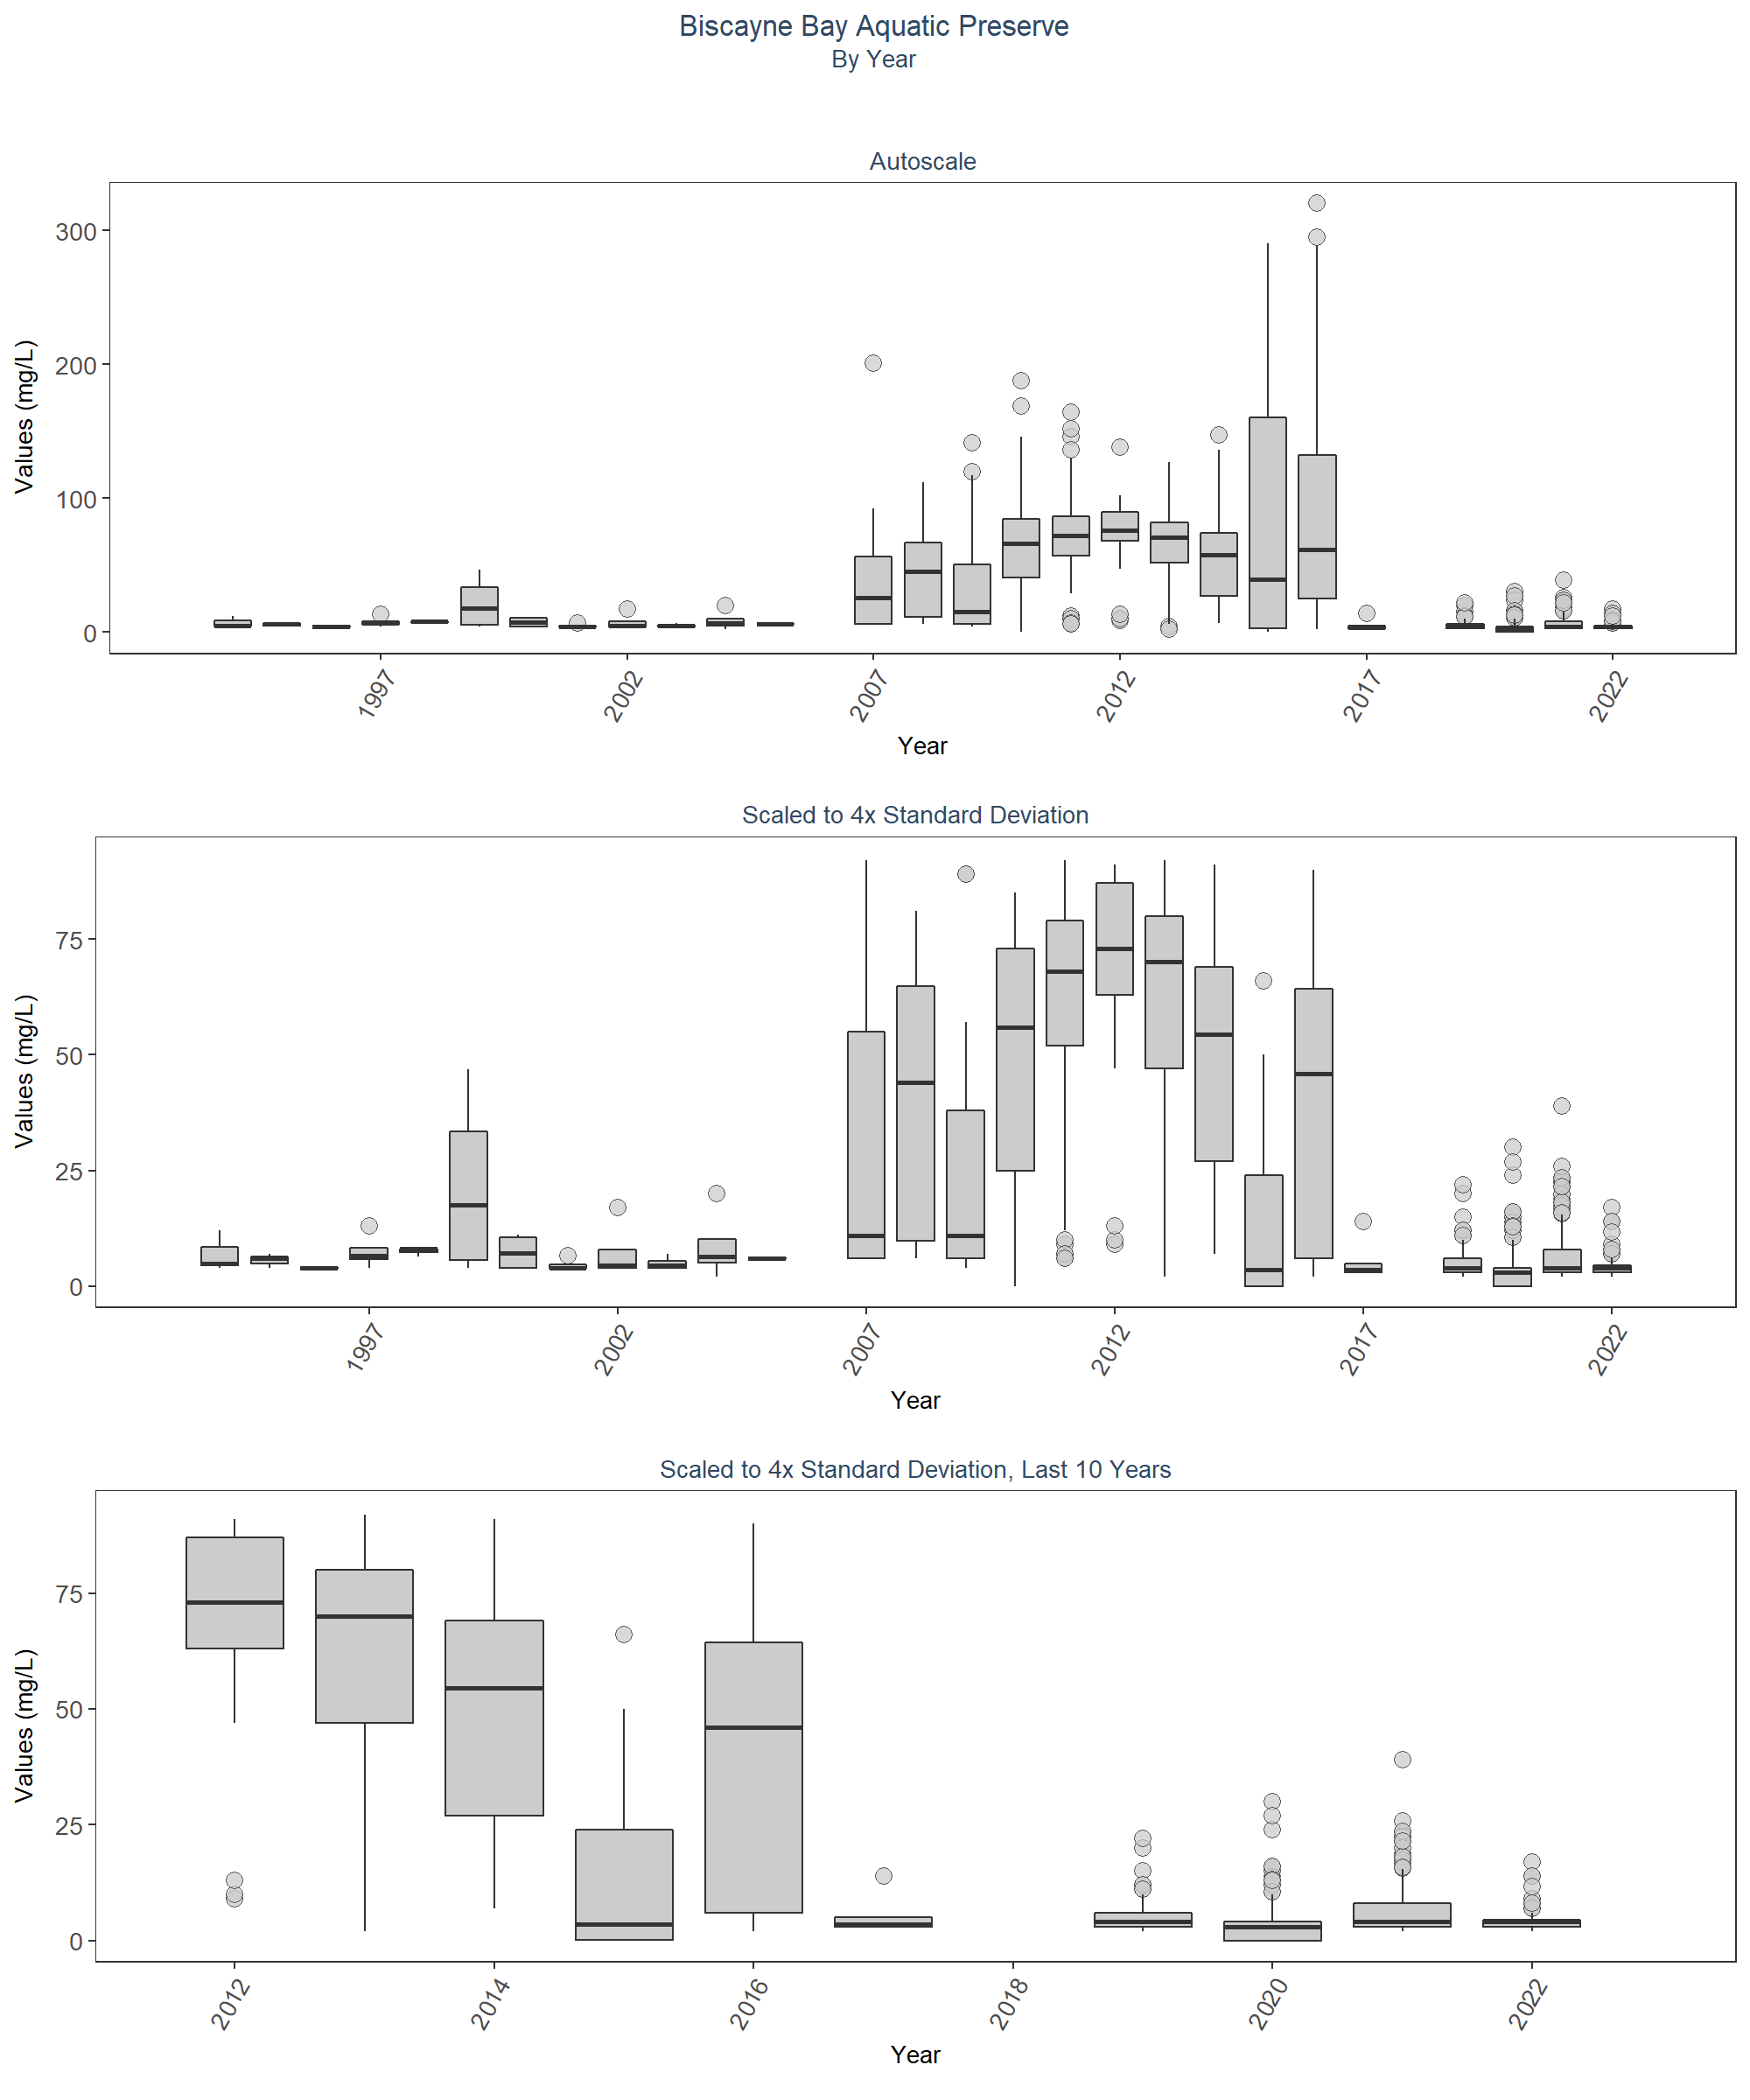 Biscayne Bay Aquatic Preserve
By Year
Autoscale
Values (mg/L)
300
200
100
0
1997
2002
2007
2012
2017
2022
Year
Scaled to 4x Standard Deviation
Values (mg/L)
75
50
25
0
1997
2002
2007
2012
2017
2022
Year
Scaled to 4x Standard Deviation, Last 10 Years
Values (mg/L)
75
50
25
0
2012
2014
2016
2018
2020
2022
Year